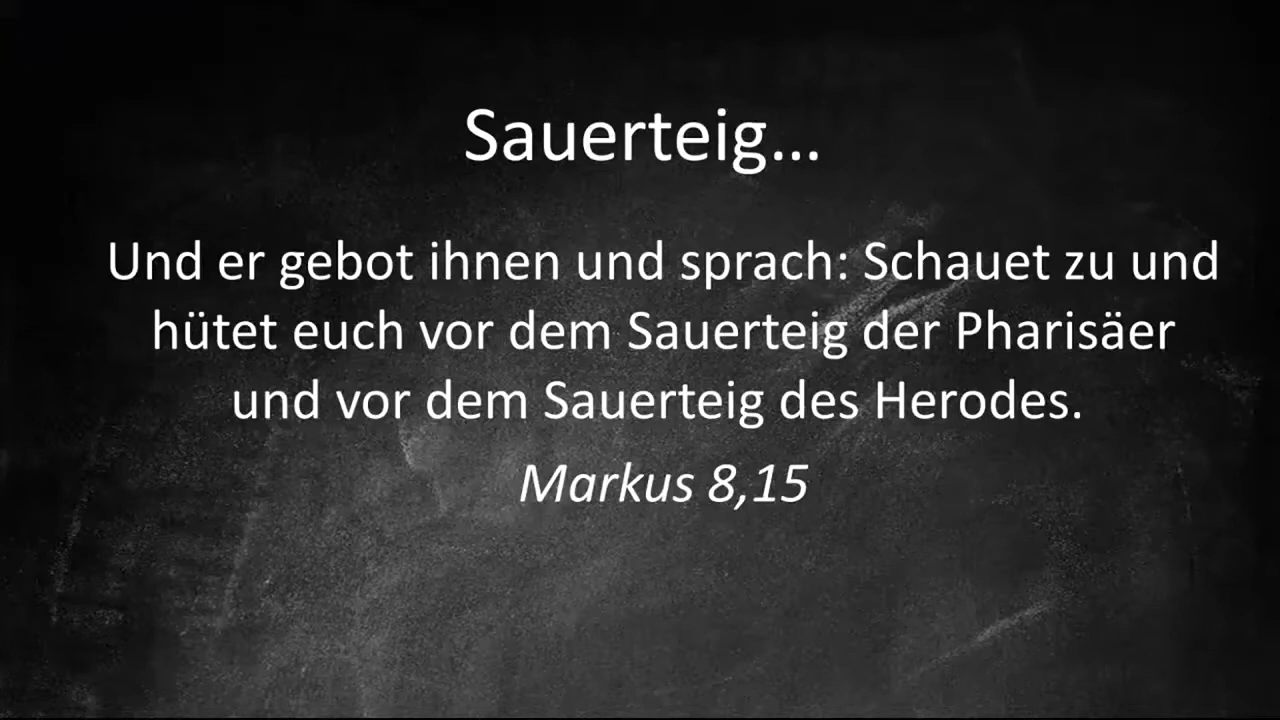 Sauerteig...
Und er gebot ihnen und sprach: Schauet zu und
hütet euch vor dem Sauerteig der Pharisäer
und vor dem Sauerteig des Herodes.
Markus 8,15